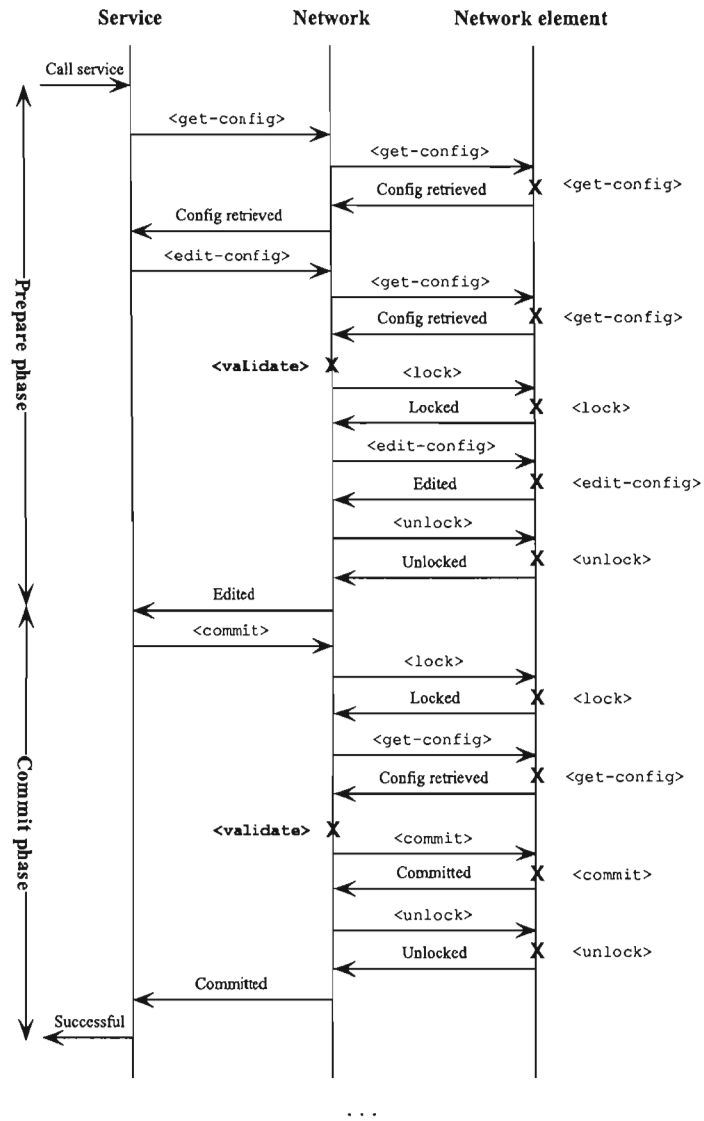 Service Network Network element
Call service
<get-config>
<get-config>
Config retrieved <get-config>
Config retrieved
<edit-config>
<get-config>
Config retrieved <get-config>
Prepare phase
<validate>
<lock>
Locked <lock>
<edit-config>
Edited <edit-config>
<unlock>
Unlocked <unlock>
Edited
<commit>
<lock>
Locked <lock>
<get-config>
Config retrieved <get-config>
Commit phase
<validate>
<commit>
Committed <commit>
<unlock>
Unlocked <unlock>
Committed
Successful
...